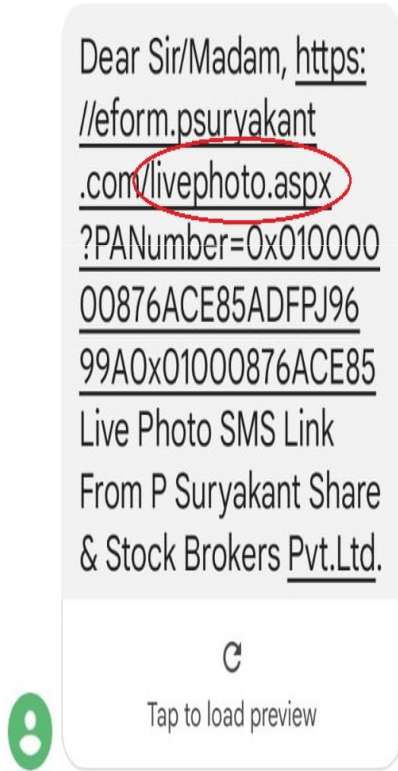 Dear Sir/Madam, https:
//eform.psuryakant
.com/livephoto.aspx
?PANumber=0x010000
00876ACE85ADFPJ96
99A0x01000876ACE85
Live Photo SMS Link
From P Suryakant Share
& Stock Brokers Pvt.Ltd.
Tap to load preview